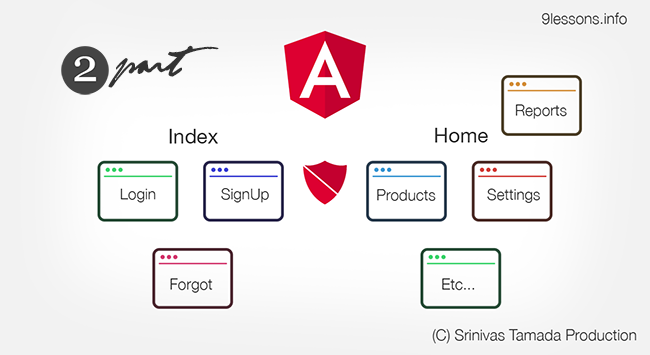 9lessons.info
2 part
A
Reports
Index
Home
Login
SignUp
Products
Settings
Forgot
Etc...
(C) Srinivas Tamada Production